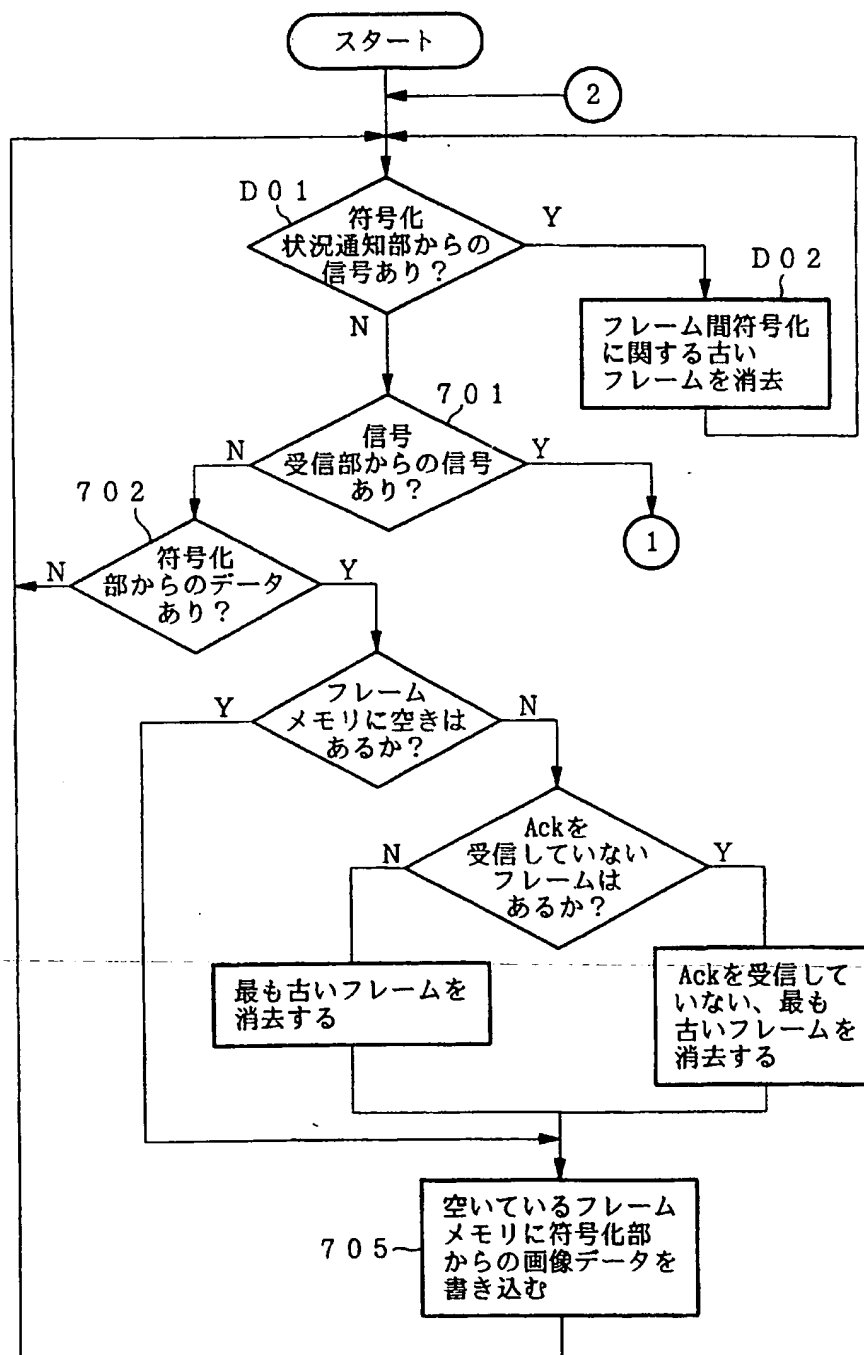 スタート
2
D01
符号化
状況通知部からの
信号あり？
Y
N
D02
フレーム間符号化
に関する古い
フレームを消去
701
信号
受信部からの信号
あり？
N
Y
1
702
符号化
部からのデータ
あり？
N
Y
フレーム
メモリに空きは
あるか？
Y
N
Ackを
受信していない
フレームは
あるか？
N
Y
最も古いフレームを
消去する
Ackを受信して
いない、最も
古いフレームを
消去する
705
空いているフレーム
メモリに符号化部
からの画像データを
書き込む